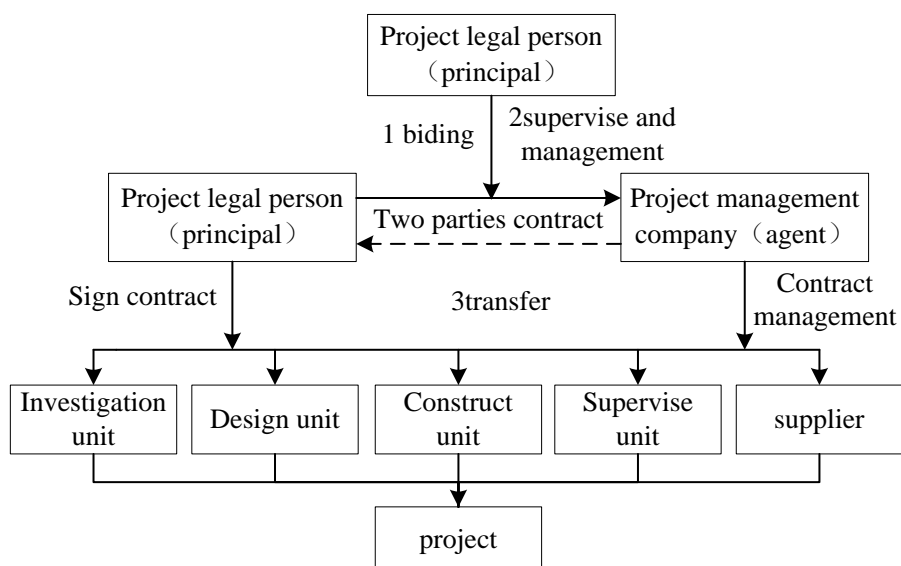 Project legal person
（principal）
1 biding
2supervise and
management
Project legal person
（principal）
Two parties contract
Project management
company（agent）
Sign contract
3transfer
Contract
management
Investigation
unit
Design unit
Construct
unit
Supervise
unit
supplier
project